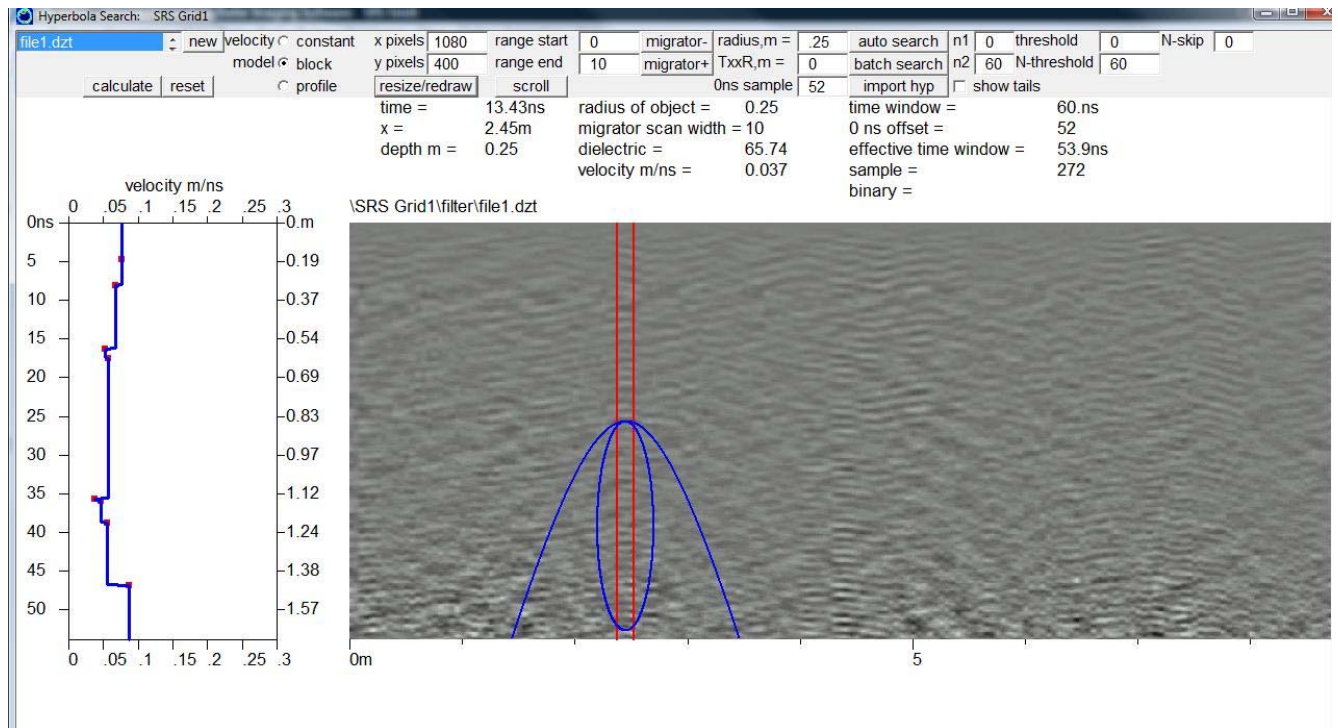 Hyperbola Search: SRS Grid1
file1.dzt new velocity constant x pixels 1080 range start 0 migrator- radius,m = .25 auto search n1 0 threshold 0 N-skip 0
model block y pixels 400 range end 10 migrator+ TxxR,m = 0 batch search n2 60 N-threshold 60
calculate reset profile resize/redraw scroll 0ns sample 52 import hyp show tails
time = 13.43ns radius of object = 0.25 time window = 60.ns
x = 2.45m migrator scan width = 10 0 ns offset = 52
depth m = 0.25 dielectric = 65.74 effective time window = 53.9ns
velocity m/ns = 0.037 sample = 272
binary =
velocity m/ns
0 .05 .1 .15 .2 .25 .3 \SRS Grid1\filter\file1.dzt
0ns 0.m
5 0.19
10 0.37
15 0.54
20 0.69
25 0.83
30 0.97
35 1.12
40 1.24
45 1.38
50 1.57
0 .05 .1 .15 .2 .25 .3 0m 5